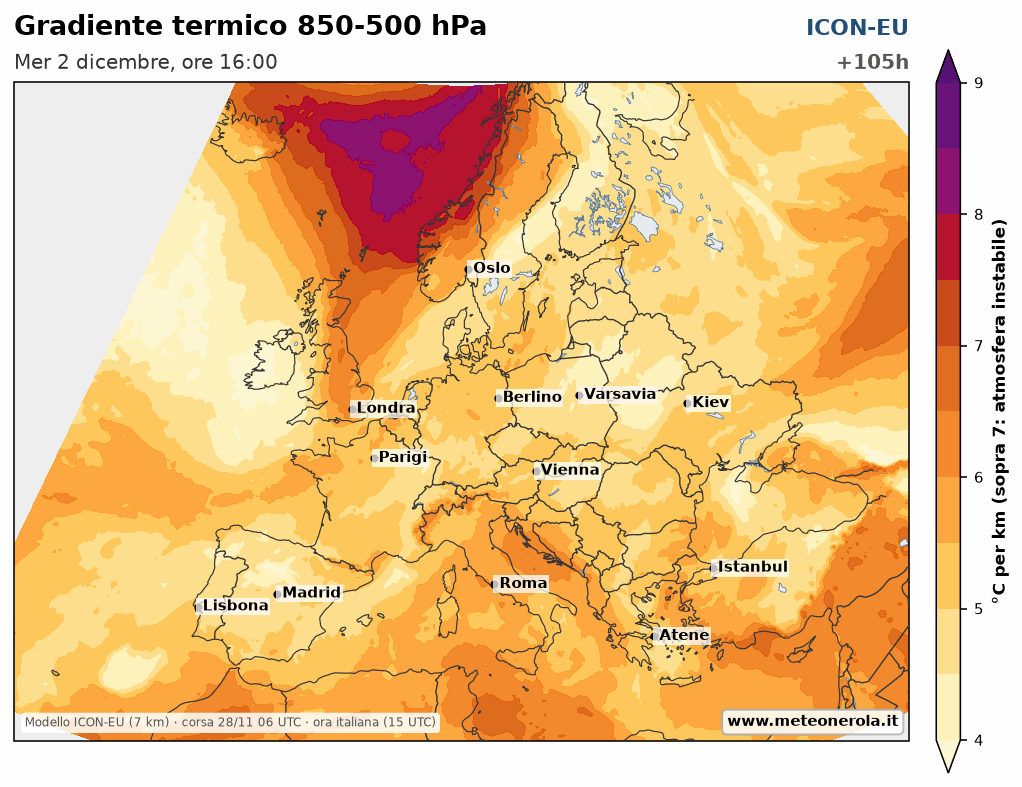 Gradiente termico 850-500 hPa
ICON-EU
Mer 2 dicembre, ore 16:00
+105h
9
8
7
6
5
4
°C per km (sopra 7: atmosfera instabile)
Oslo
Berlino
Varsavia
Kiev
Londra
Parigi
Vienna
Istanbul
Roma
Madrid
Lisbona
Atene
Modello ICON-EU (7 km) · corsa 28/11 06 UTC · ora italiana (15 UTC)
www.meteonerola.it